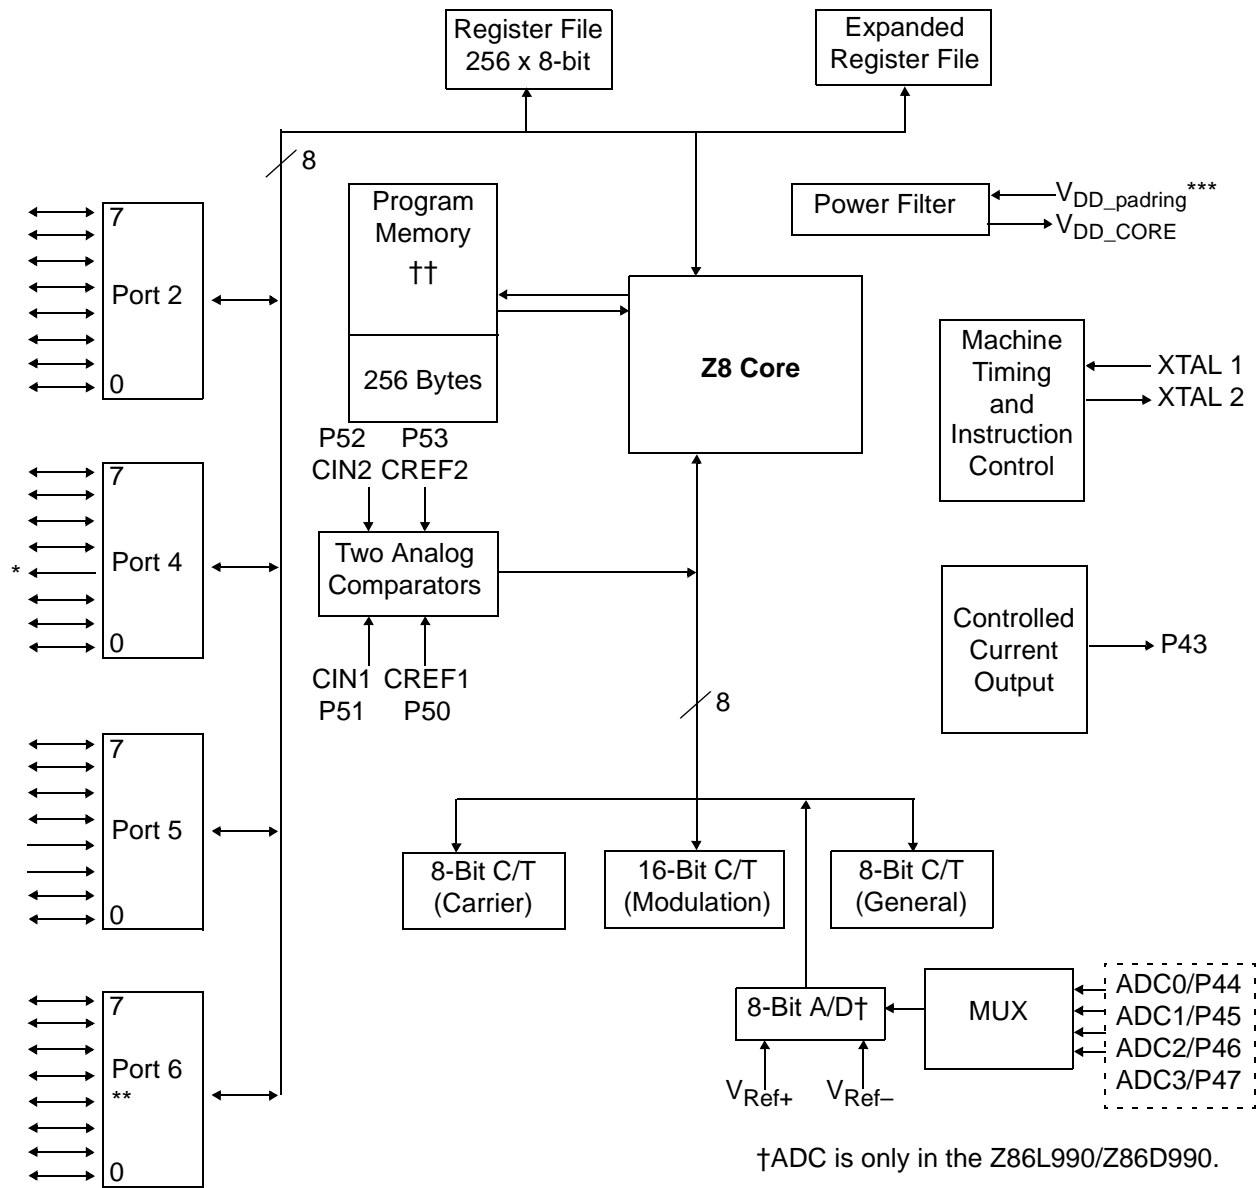 Register File
256 x 8-bit
Expanded
Register File
8
Program
Memory
††
256 Bytes
Power Filter
VDD_padring***
VDD_CORE
7
Port 2
0
Z8 Core
Machine
Timing
and
Instruction
Control
XTAL 1
XTAL 2
P52 P53
CIN2 CREF2
7
Port 4
*
0
Two Analog
Comparators
CIN1 CREF1
P51 P50
Controlled
Current
Output
P43
8
7
Port 5
0
8-Bit C/T
(Carrier)
16-Bit C/T
(Modulation)
8-Bit C/T
(General)
7
Port 6
**
0
8-Bit A/D†
MUX
ADC0/P44
ADC1/P45
ADC2/P46
ADC3/P47
VRef+ VRef–
†ADC is only in the Z86L990/Z86D990.